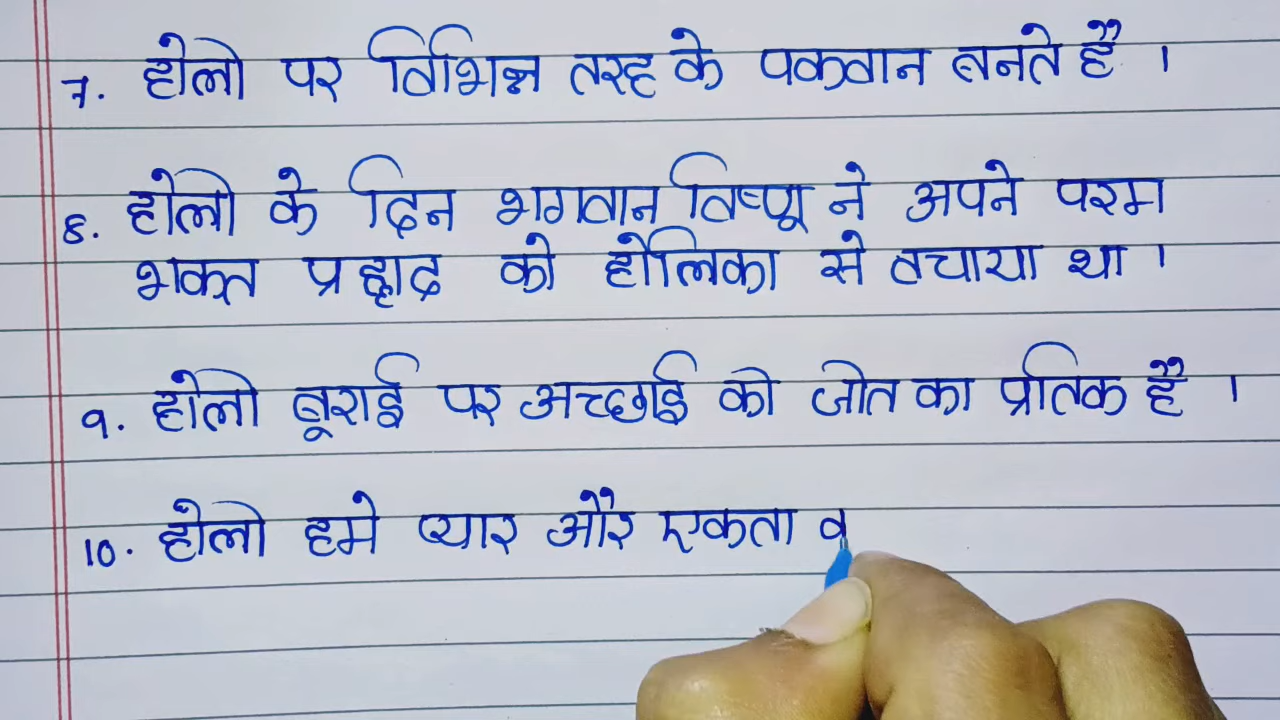 7. होली पर विभिन्न तरह के पकवान बनते है ।
8. होली के दिन भगवान विष्णू ने अपने परम
भक्त प्रह्लाद को होलिका से बचाया था ।
9. होली बूराई पर अच्छाई की जीत का प्रतिक है ।
10. होली हमे प्यार और एकता